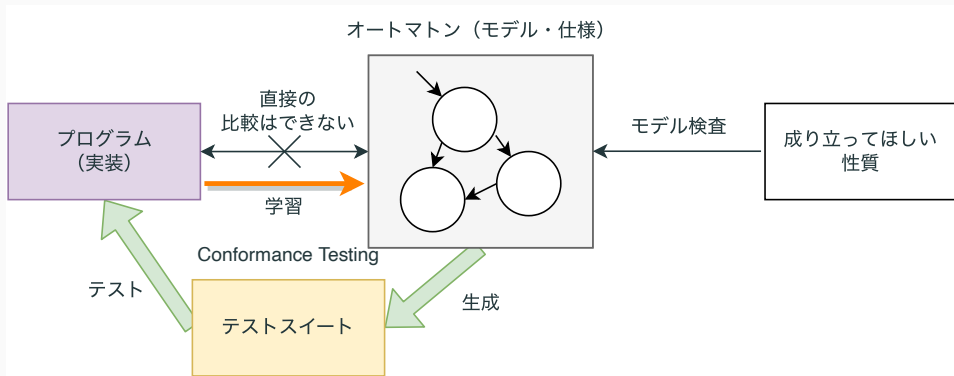 オートマトン（モデル・仕様）
直接の
比較はできない
プログラム
（実装）
モデル検査
成り立ってほしい
性質
学習
Conformance Testing
テスト
テストスイート
生成